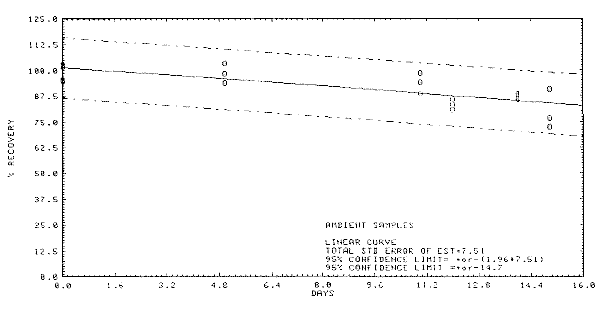 125.0
112.5
100.0
87.5
75.0
62.5
50.0
37.5
25.0
12.5
0.0
% RECOVERY
AMBIENT SAMPLES
LINEAR CURVE
TOTAL STD ERROR OF EST=7.51
95% CONFIDENCE LIMIT= +or-(1.96*7.51)
95% CONFIDENCE LIMIT =+or-14.7
0.0 1.6 3.2 4.8 6.4 8.0 9.6 11.2 12.8 14.4 16.0
DAYS